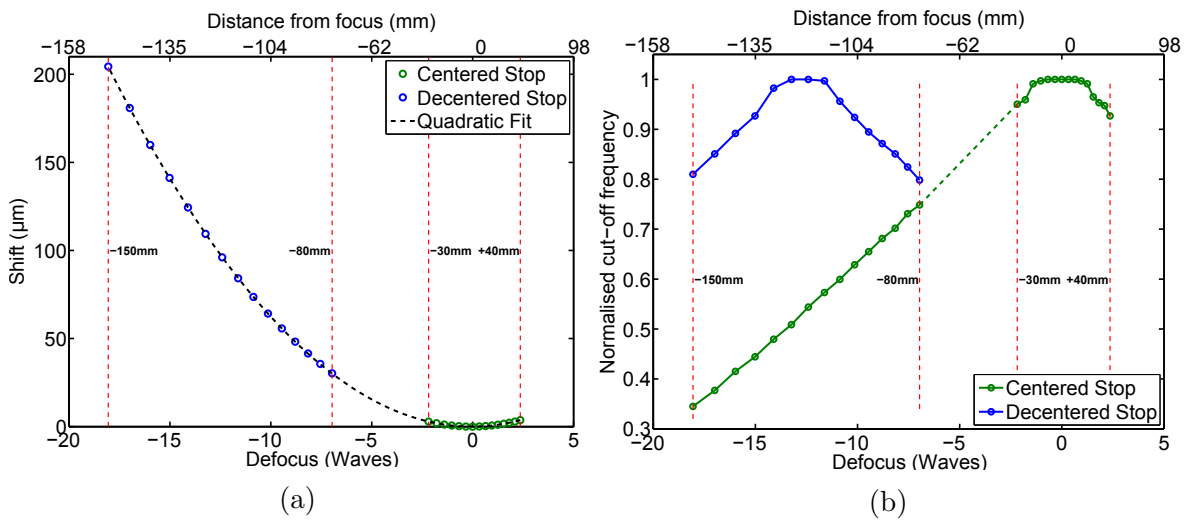 Distance from focus (mm)
−158 −135 −104 −62 0 98
200
150
100
50
0
Shift (μm)
Centered Stop
Decentered Stop
Quadratic Fit
−150mm −80mm −30mm +40mm
−20 −15 −10 −5 0 5
Defocus (Waves)
(a)
Distance from focus (mm)
−158 −135 −104 −62 0 98
1
0.9
0.8
0.7
0.6
0.5
0.4
0.3
Normalised cut−off frequency
−150mm −80mm −30mm +40mm
Centered Stop
Decentered Stop
−20 −15 −10 −5 0 5
Defocus (Waves)
(b)